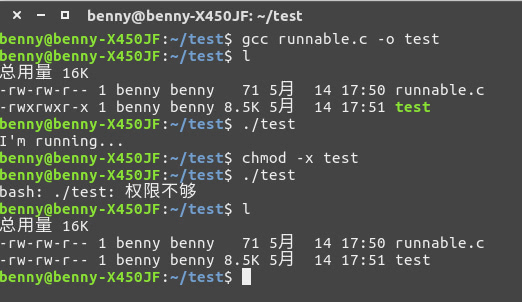 benny@benny-X450JF: ~/test
benny@benny-X450JF:~/test$ gcc runnable.c -o test
benny@benny-X450JF:~/test$ l
总用量 16K
-rw-rw-r-- 1 benny benny   71 5月  14 17:50 runnable.c
-rwxrwxr-x 1 benny benny 8.5K 5月  14 17:51 test
benny@benny-X450JF:~/test$ ./test
I'm running...
benny@benny-X450JF:~/test$ chmod -x test
benny@benny-X450JF:~/test$ ./test
bash: ./test: 权限不够
benny@benny-X450JF:~/test$ l
总用量 16K
-rw-rw-r-- 1 benny benny   71 5月  14 17:50 runnable.c
-rw-rw-r-- 1 benny benny 8.5K 5月  14 17:51 test
benny@benny-X450JF:~/test$